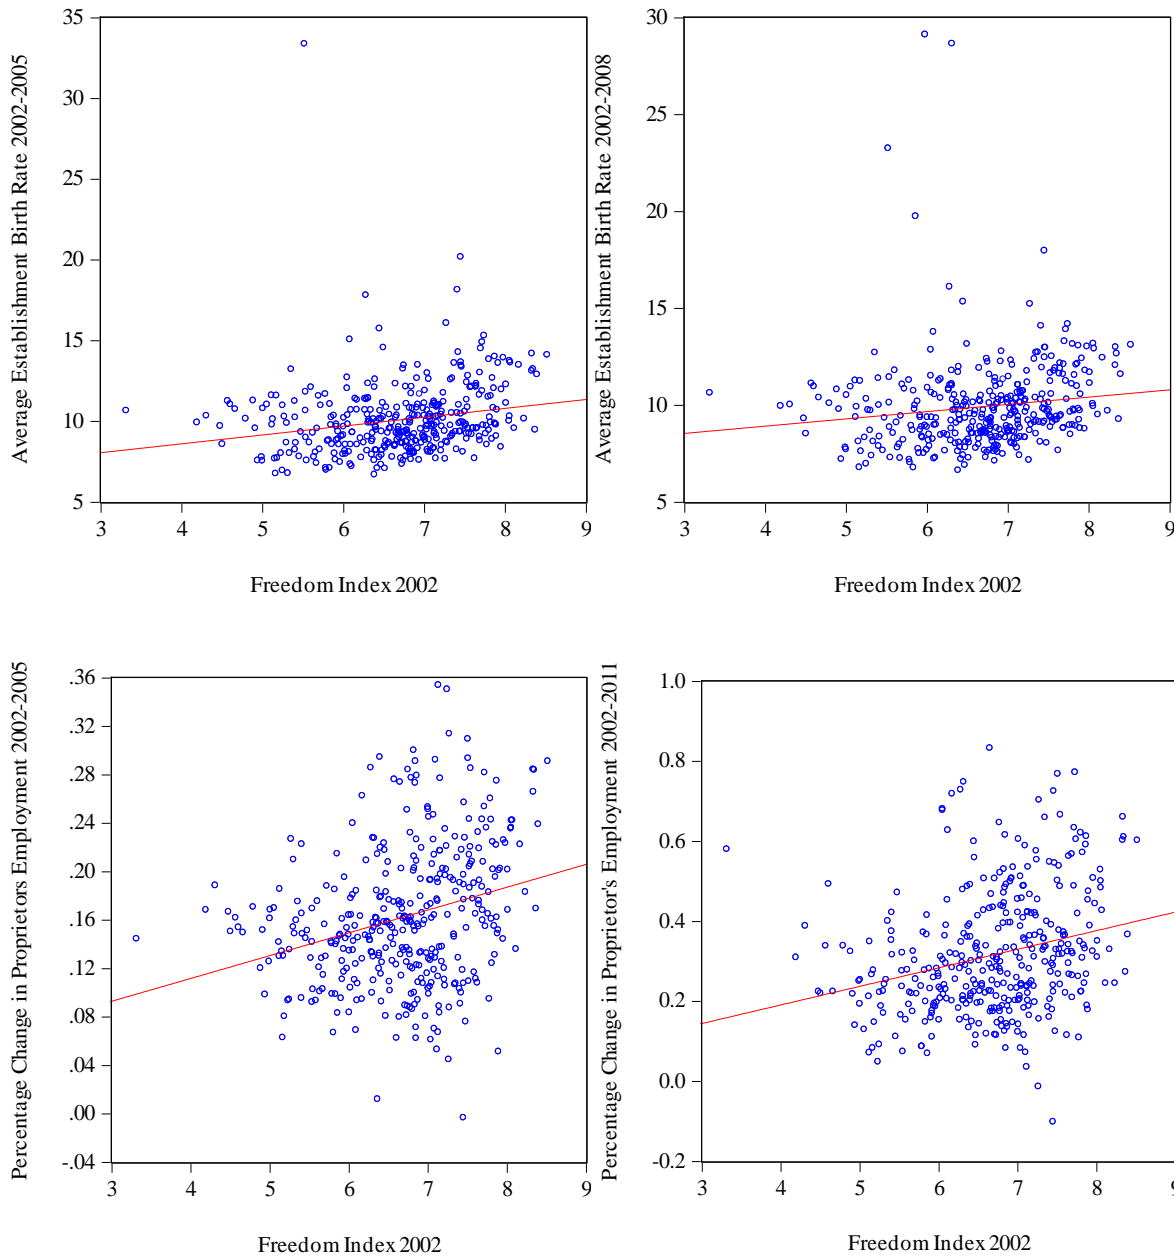 Average Establishment Birth Rate 2002-2005
35
30
25
20
15
10
5
3 4 5 6 7 8 9
Freedom Index 2002
Average Establishment Birth Rate 2002-2008
30
25
20
15
10
5
3 4 5 6 7 8 9
Freedom Index 2002
Percentage Change in Proprietors Employment 2002-2005
.36
.32
.28
.24
.20
.16
.12
.08
.04
.00
-.04
3 4 5 6 7 8 9
Freedom Index 2002
Percentage Change in Proprietor's Employment 2002-2011
1.0
0.8
0.6
0.4
0.2
0.0
-0.2
3 4 5 6 7 8 9
Freedom Index 2002